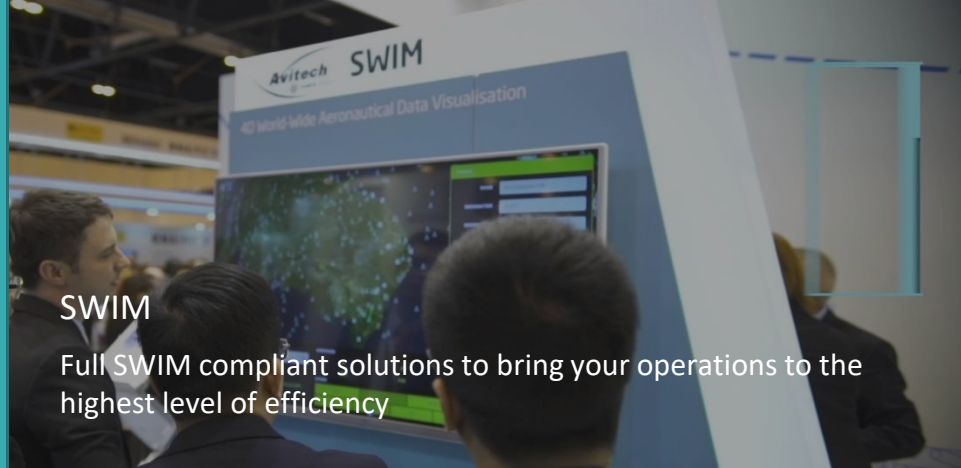 Avitech SWIM
4D World-Wide Aeronautical Data Visualisation
SWIM
Full SWIM compliant solutions to bring your operations to the
highest level of efficiency